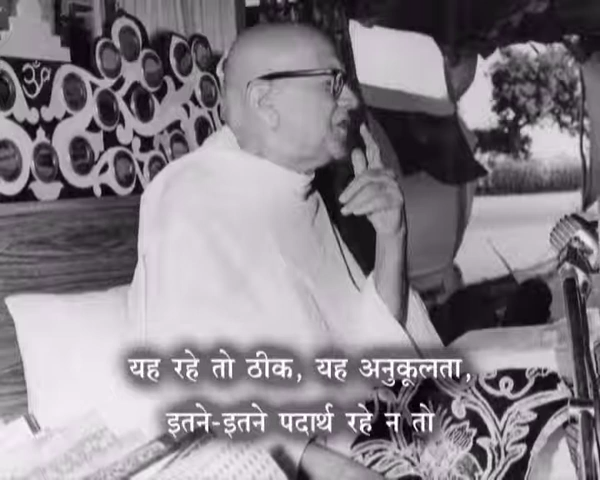 ॐ
यह रहे तो ठीक, यह अनुकूलता,
इतने-इतने पदार्थ रहे न तो